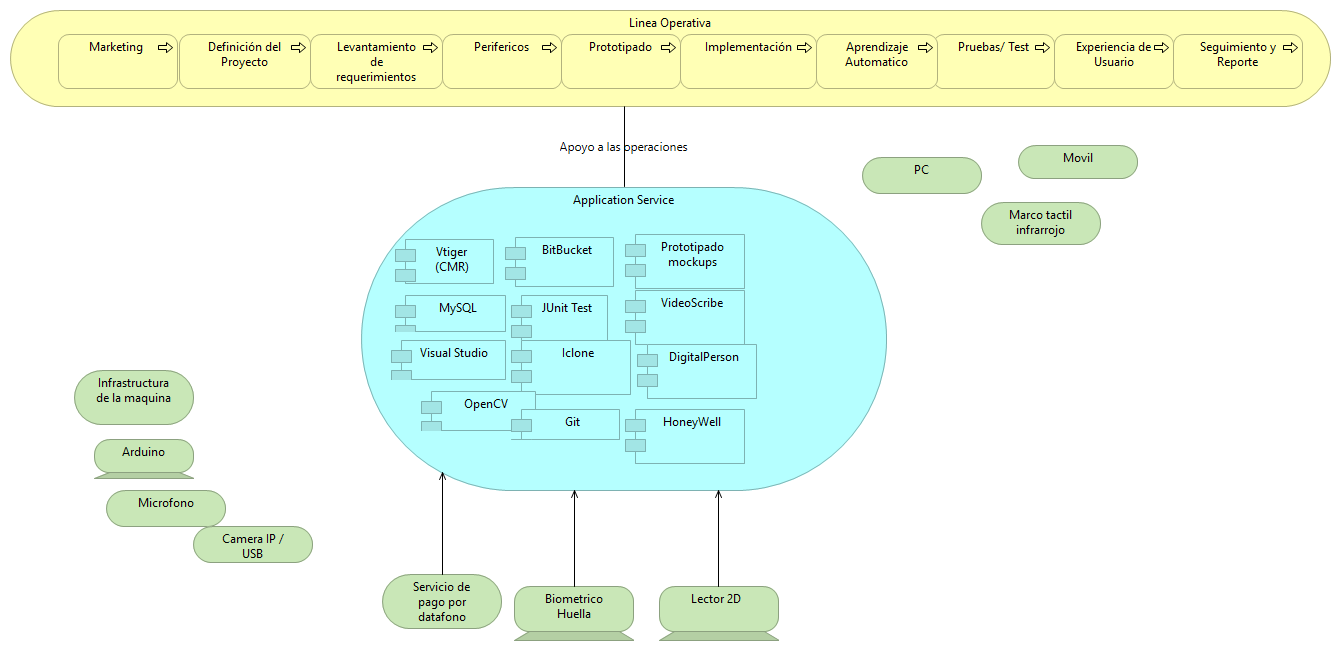 Linea Operativa
Marketing
Definición del
Proyecto
Levantamiento
de
requerimientos
Perifericos
Prototipado
Implementación
Aprendizaje
Automatico
Pruebas/ Test
Experiencia de
Usuario
Seguimiento y
Reporte
Apoyo a las operaciones
PC
Movil
Marco tactil
infrarrojo
Application Service
Vtiger
(CMR)
BitBucket
Prototipado
mockups
MySQL
JUnit Test
VideoScribe
Visual Studio
Iclone
DigitalPerson
OpenCV
Git
HoneyWell
Infrastructura
de la maquina
Arduino
Microfono
Camera IP /
USB
Servicio de
pago por
datafono
Biometrico
Huella
Lector 2D